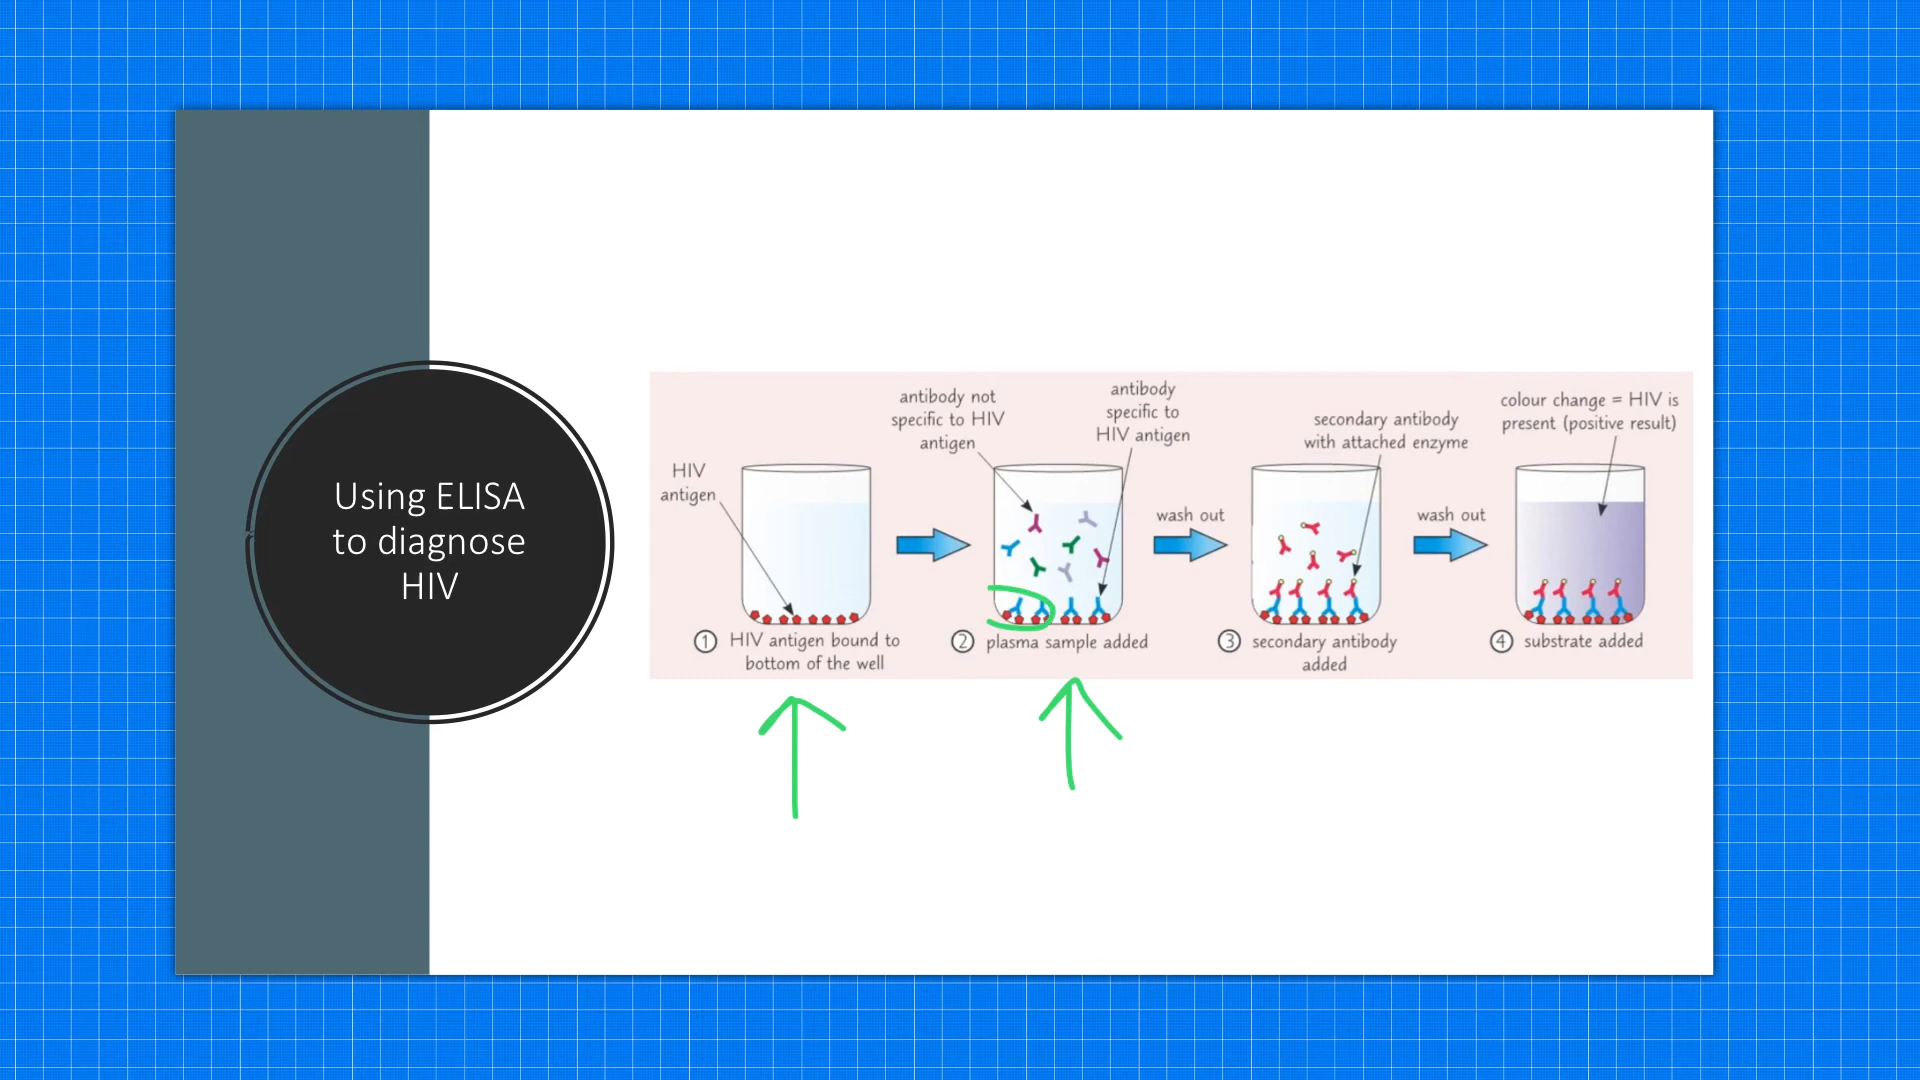 Using ELISA
to diagnose
HIV
HIV
antigen
① HIV antigen bound to
bottom of the well
antibody not
specific to HIV
antigen
antibody
specific to
HIV antigen
② plasma sample added
wash out
secondary antibody
with attached enzyme
③ secondary antibody
added
wash out
colour change = HIV is
present (positive result)
④ substrate added